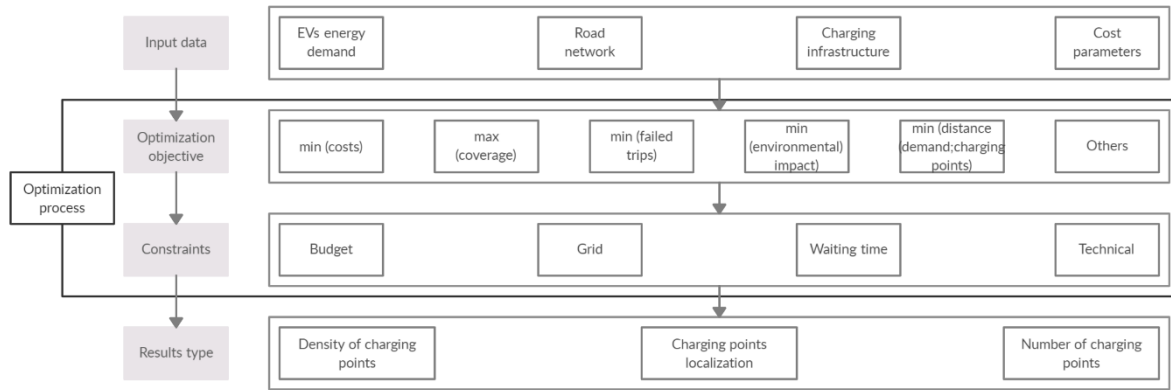 Input data
EVs energy
demand
Road
network
Charging
infrastructure
Cost
parameters
Optimization
objective
min (costs)
max
(coverage)
min (failed
trips)
min
(environmental)
impact)
min (distance
(demand;charging
points)
Others
Optimization
process
Constraints
Budget
Grid
Waiting time
Technical
Results type
Density of charging
points
Charging points
localization
Number of charging
points